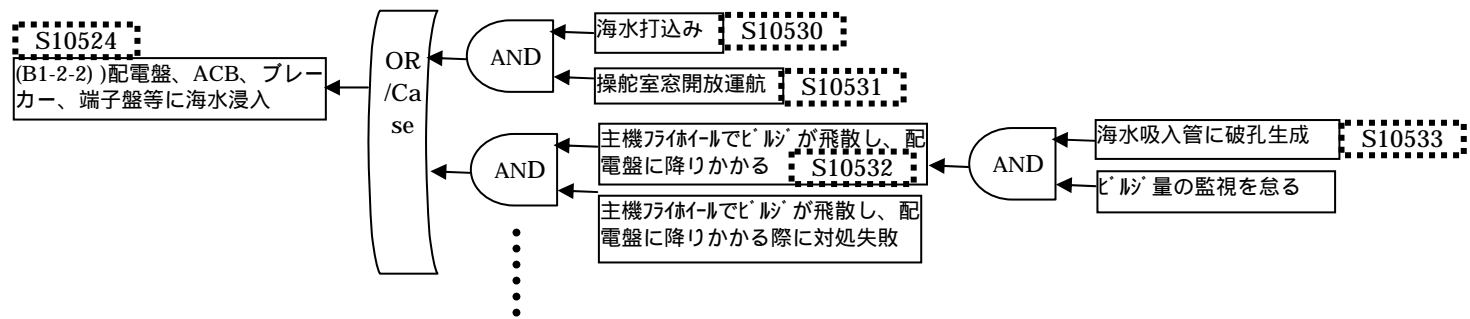 S10524
(B1-2-2) )配電盤、ACB、ブレー
カー、端子盤等に海水浸入
OR
/Ca
se
AND
海水打込み
S10530
操舵室窓開放運航
S10531
AND
主機ﾌﾗｲﾎｲｰﾙでﾋﾞﾙｼﾞが飛散し、配
電盤に降りかかる
S10532
主機ﾌﾗｲﾎｲｰﾙでﾋﾞﾙｼﾞが飛散し、配
電盤に降りかかる際に対処失敗
AND
海水吸入管に破孔生成
S10533
ﾋﾞﾙｼﾞ量の監視を怠る